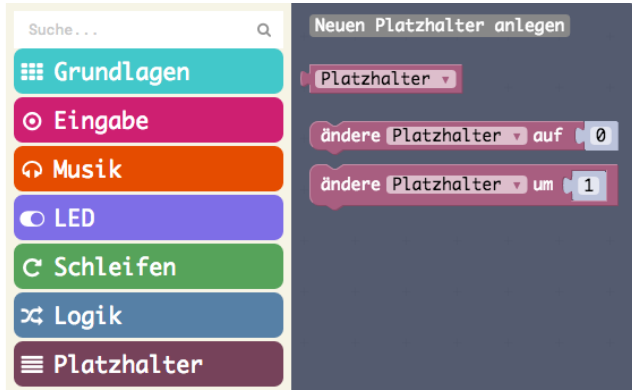 Suche...
Grundlagen
Eingabe
Musik
LED
Schleifen
Logik
Platzhalter
Neuen Platzhalter anlegen
Platzhalter
ändere Platzhalter auf 0
ändere Platzhalter um 1